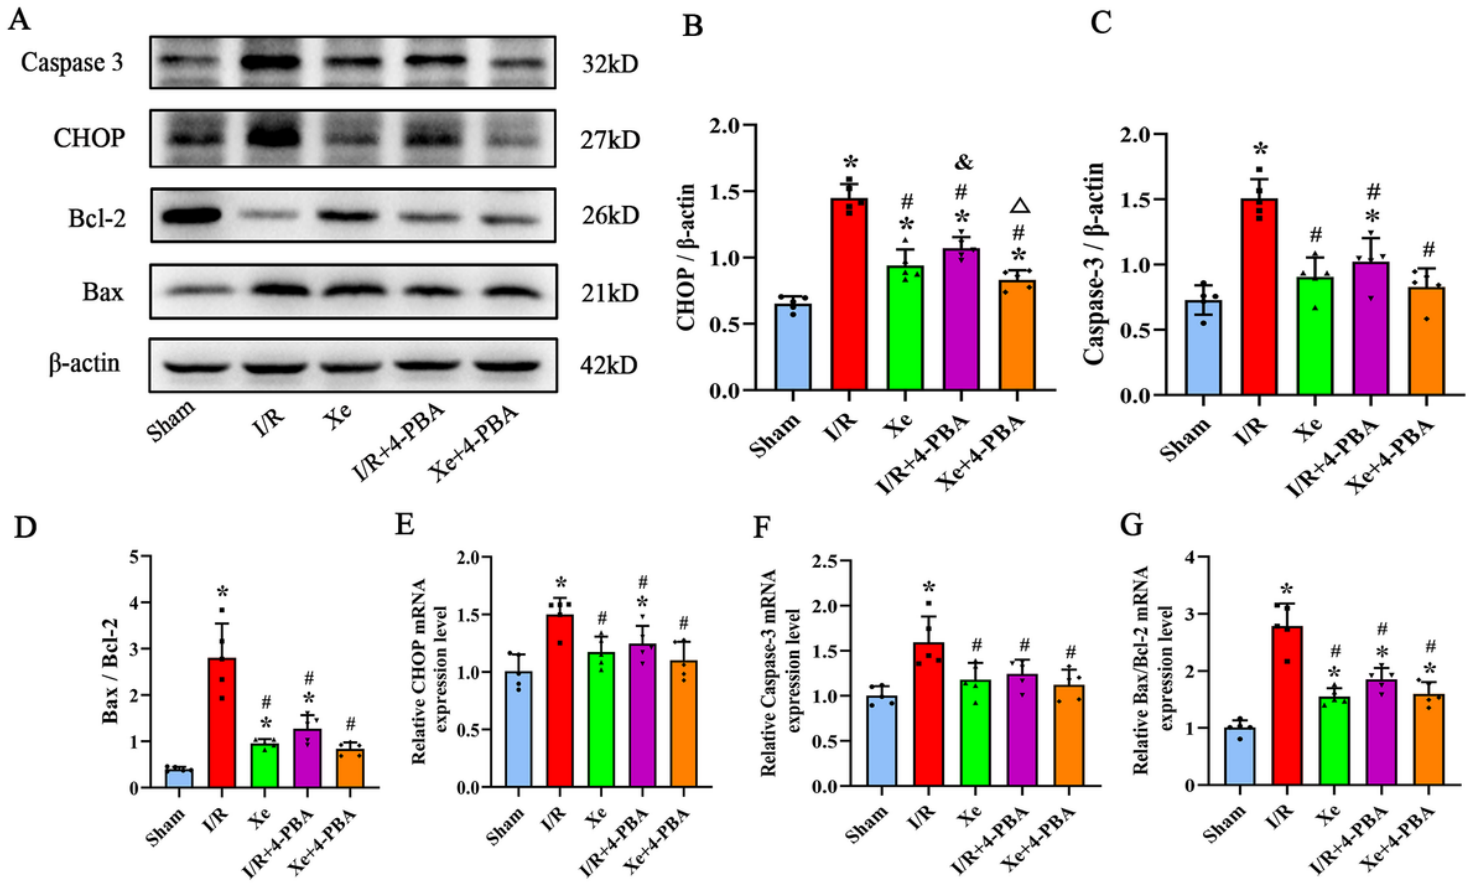 A
Caspase 3
32kD
CHOP
27kD
Bcl-2
26kD
Bax
21kD
β-actin
42kD
Sham
I/R
Xe
I/R+4-PBA
Xe+4-PBA
B
CHOP / β-actin
2.0
1.5
1.0
0.5
0.0
*
#
*
&
#
*
△
#
*
Sham
I/R
Xe
I/R+4-PBA
Xe+4-PBA
C
Caspase-3 / β-actin
2.0
1.5
1.0
0.5
0.0
*
#
#
*
#
Sham
I/R
Xe
I/R+4-PBA
Xe+4-PBA
D
Bax / Bcl-2
5
4
3
2
1
0
*
#
*
#
*
#
Sham
I/R
Xe
I/R+4-PBA
Xe+4-PBA
E
Relative CHOP mRNA
expression level
2.0
1.5
1.0
0.5
0.0
*
#
#
*
#
Sham
I/R
Xe
I/R+4-PBA
Xe+4-PBA
F
Relative Caspase-3 mRNA
expression level
2.5
2.0
1.5
1.0
0.5
0.0
*
#
#
#
Sham
I/R
Xe
I/R+4-PBA
Xe+4-PBA
G
Relative Bax/Bcl-2 mRNA
expression level
4
3
2
1
0
*
#
*
#
*
#
*
Sham
I/R
Xe
I/R+4-PBA
Xe+4-PBA